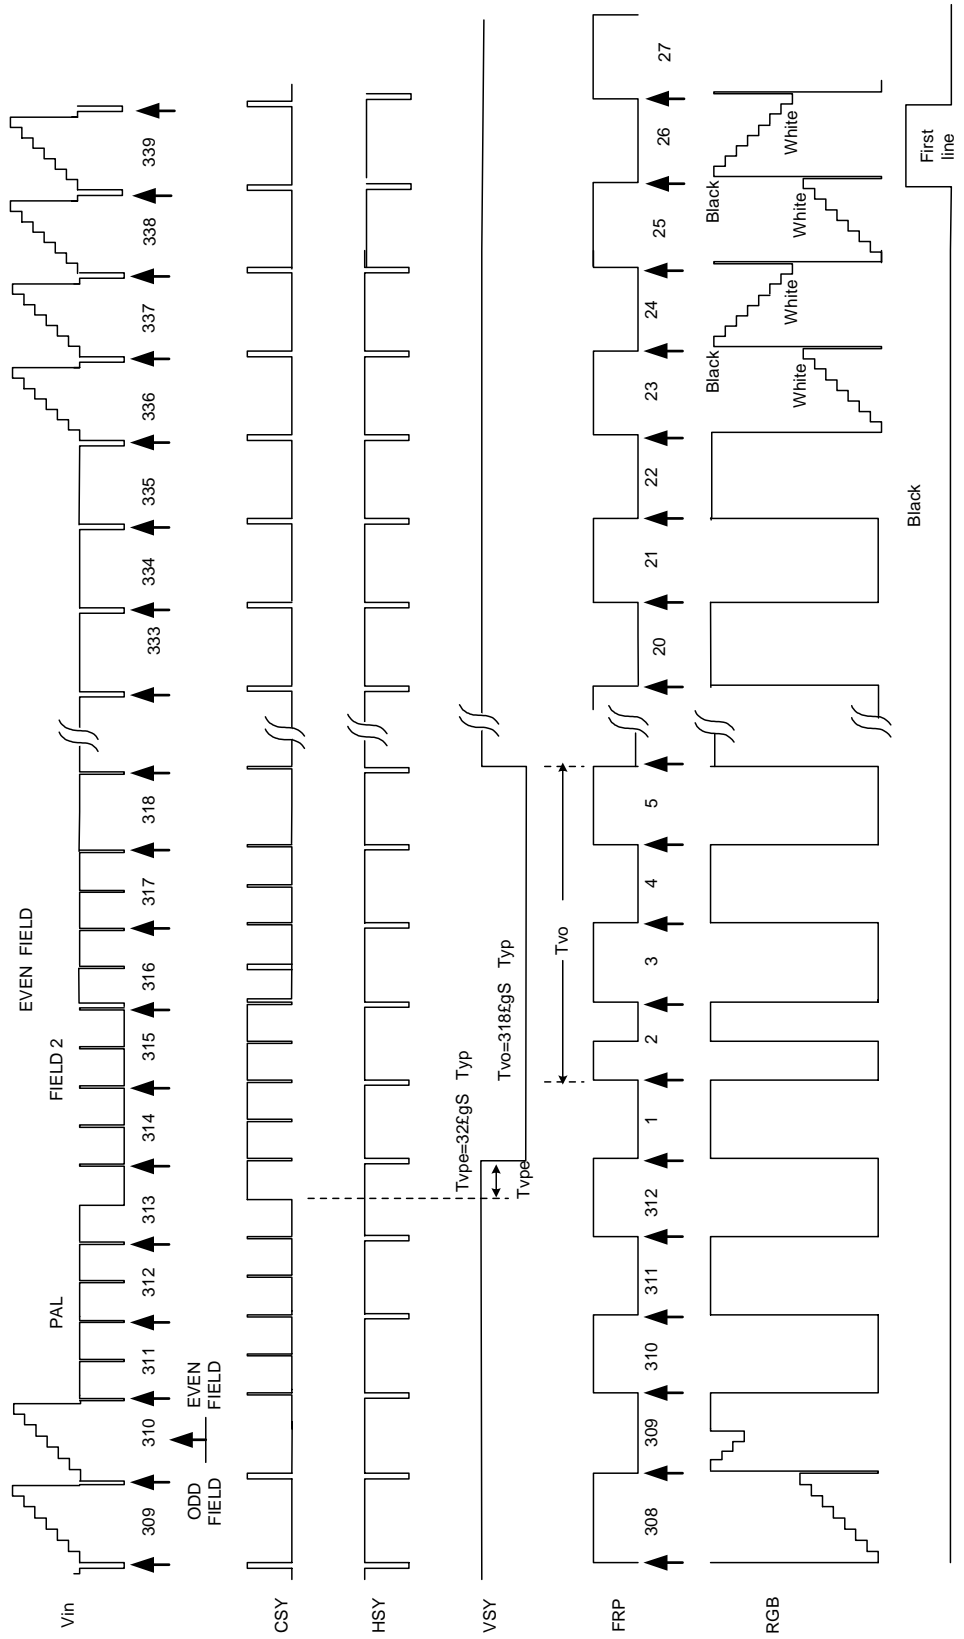 EVEN FIELD
PAL
FIELD 2
Vin
309
310
311
312
313
314
315
316
317
318
333
334
335
336
337
338
339
ODD
FIELD
EVEN
FIELD
CSY
HSY
VSY
Tvpe=32£gS Typ
Tvo=318£gS Typ
Tvpe
Tvo
FRP
308
309
310
311
312
1
2
3
4
5
20
21
22
23
24
25
26
27
RGB
Black
Black
White
White
White
White
Black
First
line